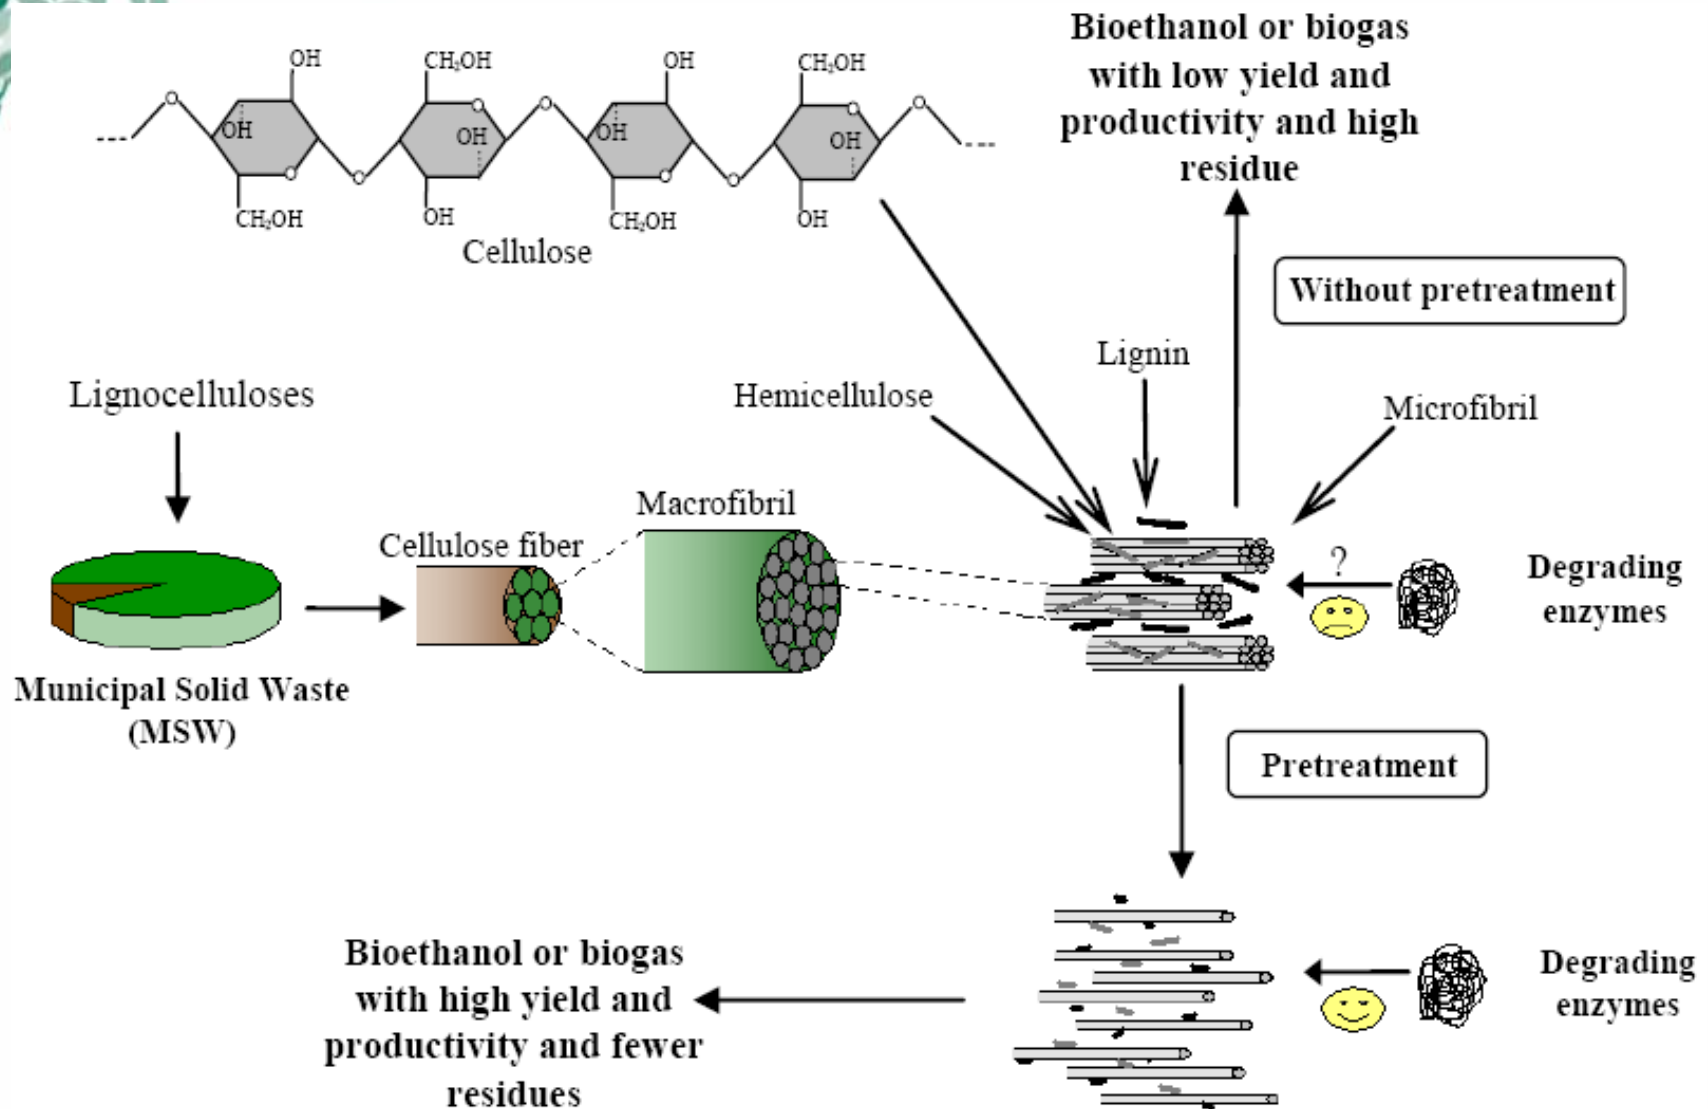 Bioethanol or biogas
with low yield and
productivity and high
residue
OH
CH₂OH
OH
CH₂OH
O
O
O
O
O
OH
OH
OH
OH
O
O
O
O
CH₂OH
OH
CH₂OH
OH
Cellulose
Without pretreatment
Lignin
Lignocelluloses
Hemicellulose
Microfibril
Macrofibril
Cellulose fiber
?
Degrading
enzymes
Municipal Solid Waste
(MSW)
Pretreatment
Bioethanol or biogas
with high yield and
productivity and fewer
residues
Degrading
enzymes